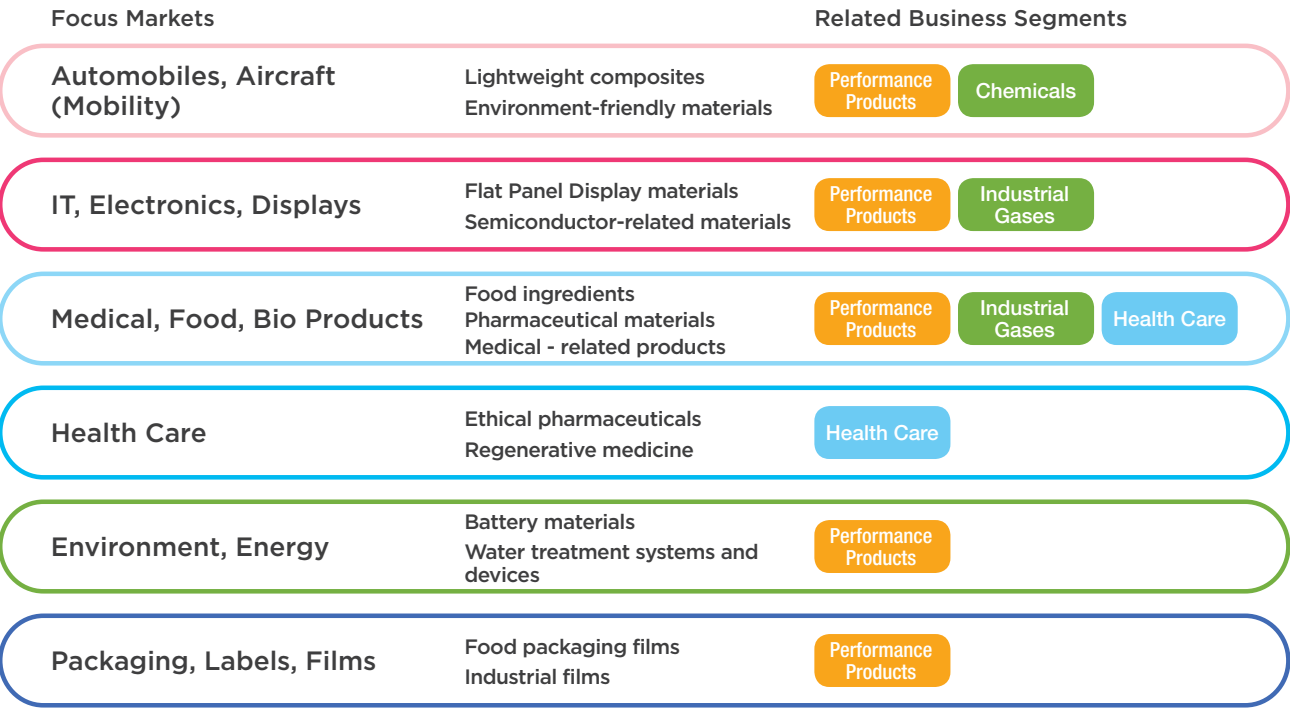 Focus Markets
Related Business Segments
Automobiles, Aircraft
(Mobility)
Lightweight composites
Environment-friendly materials
Performance
Products
Chemicals
IT, Electronics, Displays
Flat Panel Display materials
Semiconductor-related materials
Performance
Products
Industrial
Gases
Medical, Food, Bio Products
Food ingredients
Pharmaceutical materials
Medical - related products
Performance
Products
Industrial
Gases
Health Care
Health Care
Ethical pharmaceuticals
Regenerative medicine
Health Care
Environment, Energy
Battery materials
Water treatment systems and
devices
Performance
Products
Packaging, Labels, Films
Food packaging films
Industrial films
Performance
Products